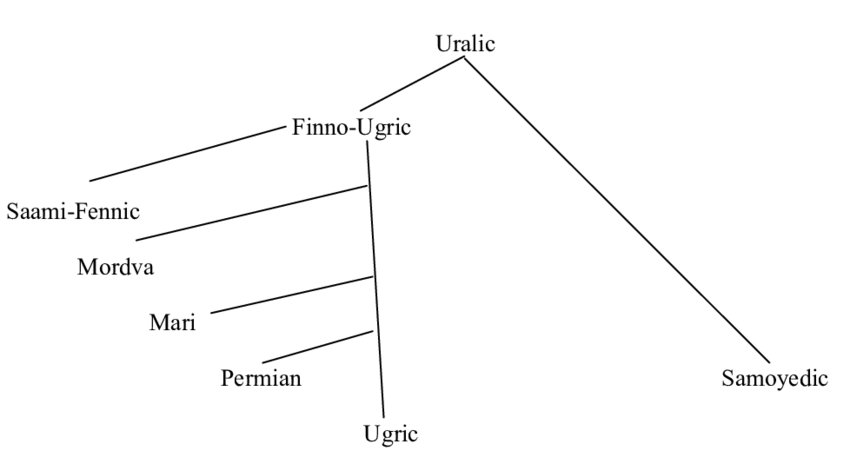 Uralic
Finno-Ugric
Saami-Fennic
Mordva
Mari
Permian
Samoyedic
Ugric